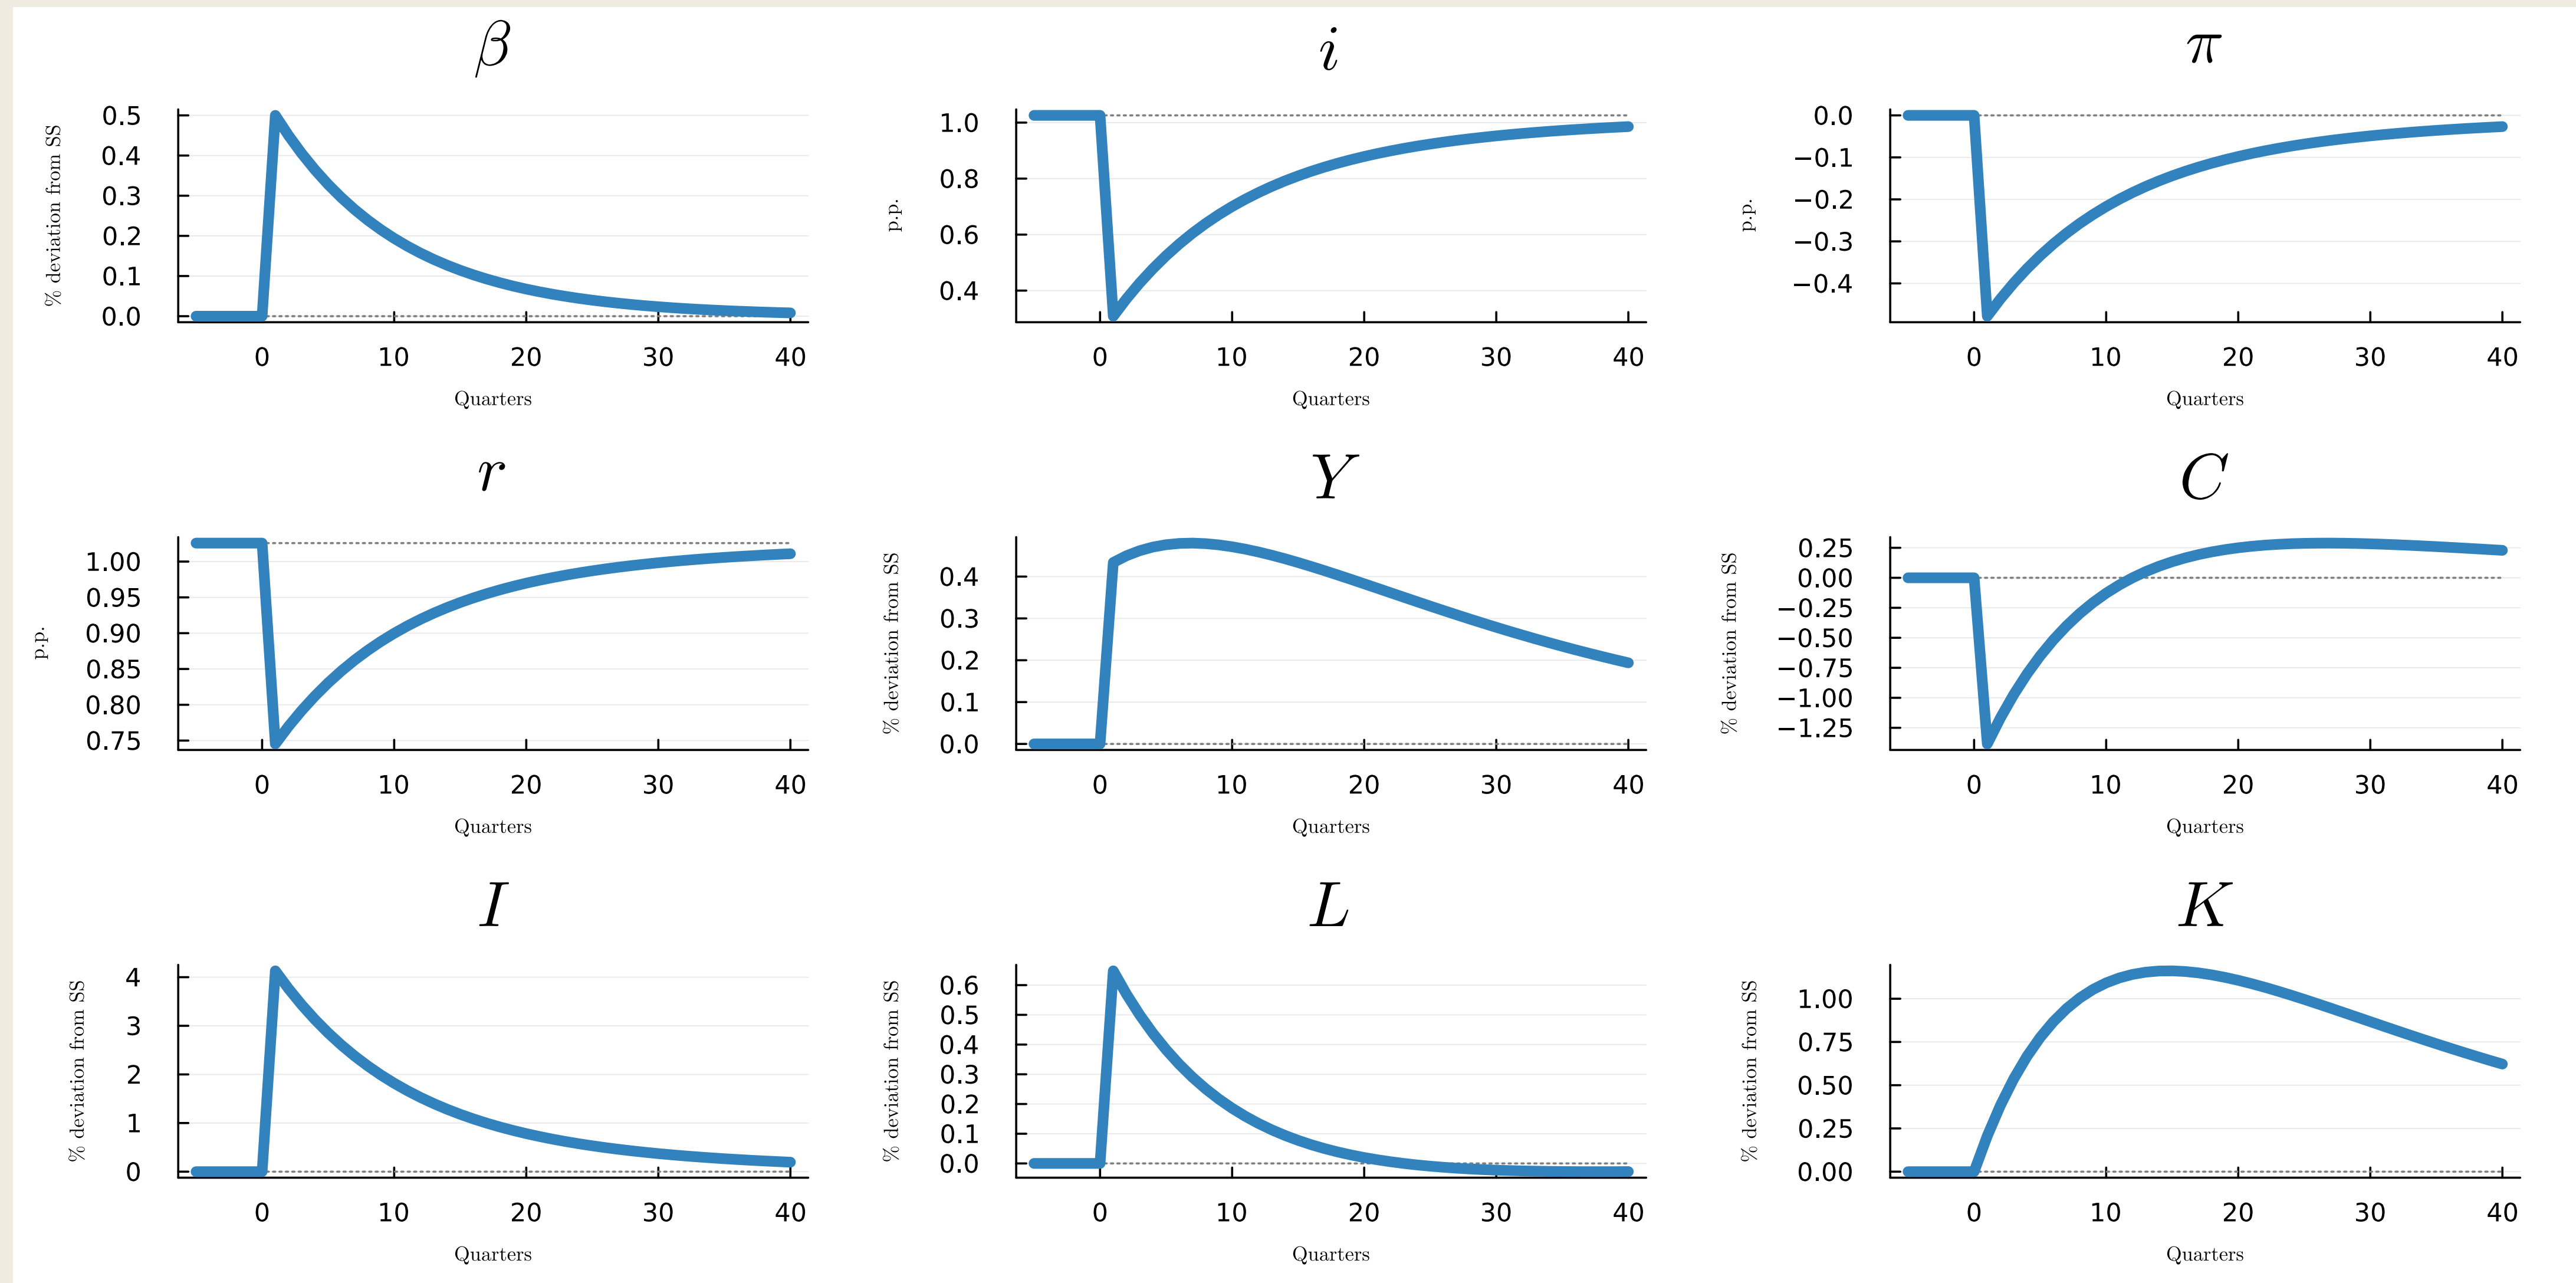 β
% deviation from SS
0.5
0.4
0.3
0.2
0.1
0.0
0 10 20 30 40
Quarters
i
p.p.
1.0
0.8
0.6
0.4
0 10 20 30 40
Quarters
π
p.p.
0.0
−0.1
−0.2
−0.3
−0.4
0 10 20 30 40
Quarters
r
p.p.
1.00
0.95
0.90
0.85
0.80
0.75
0 10 20 30 40
Quarters
Y
% deviation from SS
0.4
0.3
0.2
0.1
0.0
0 10 20 30 40
Quarters
C
% deviation from SS
0.25
0.00
−0.25
−0.50
−0.75
−1.00
−1.25
0 10 20 30 40
Quarters
I
% deviation from SS
4
3
2
1
0
0 10 20 30 40
Quarters
L
% deviation from SS
0.6
0.5
0.4
0.3
0.2
0.1
0.0
0 10 20 30 40
Quarters
K
% deviation from SS
1.00
0.75
0.50
0.25
0.00
0 10 20 30 40
Quarters